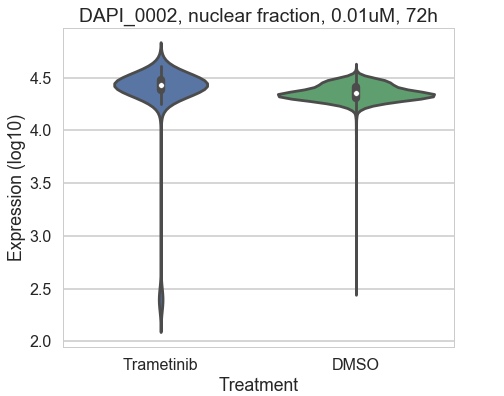 DAPI_0002, nuclear fraction, 0.01uM, 72h
Expression (log10)
4.5
4.0
3.5
3.0
2.5
2.0
Trametinib DMSO
Treatment